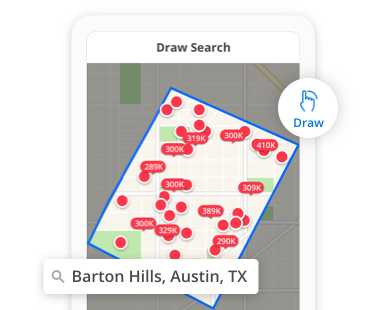 Draw Search
Draw
319K
300K
410K
300K
289K
300K
309K
389K
300K
329K
290K
Barton Hills, Austin, TX